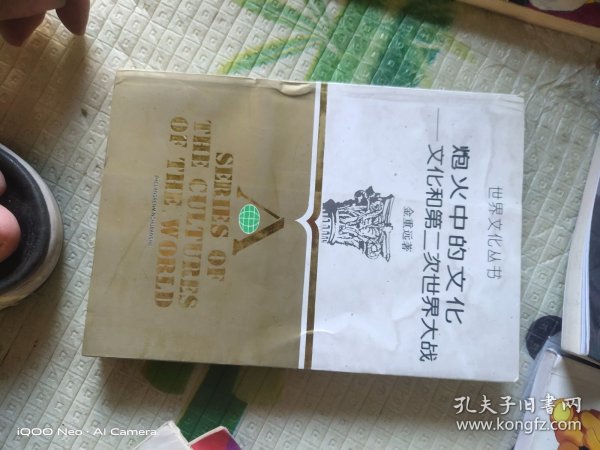 世界文化丛书
炮火中的文化
——文化和第二次世界大战
金重远著
A
SERIES OF
THE CULTURES
OF THE WORLD
iQOO Neo · AI Camera
孔夫子旧书网
www.kongfz.com